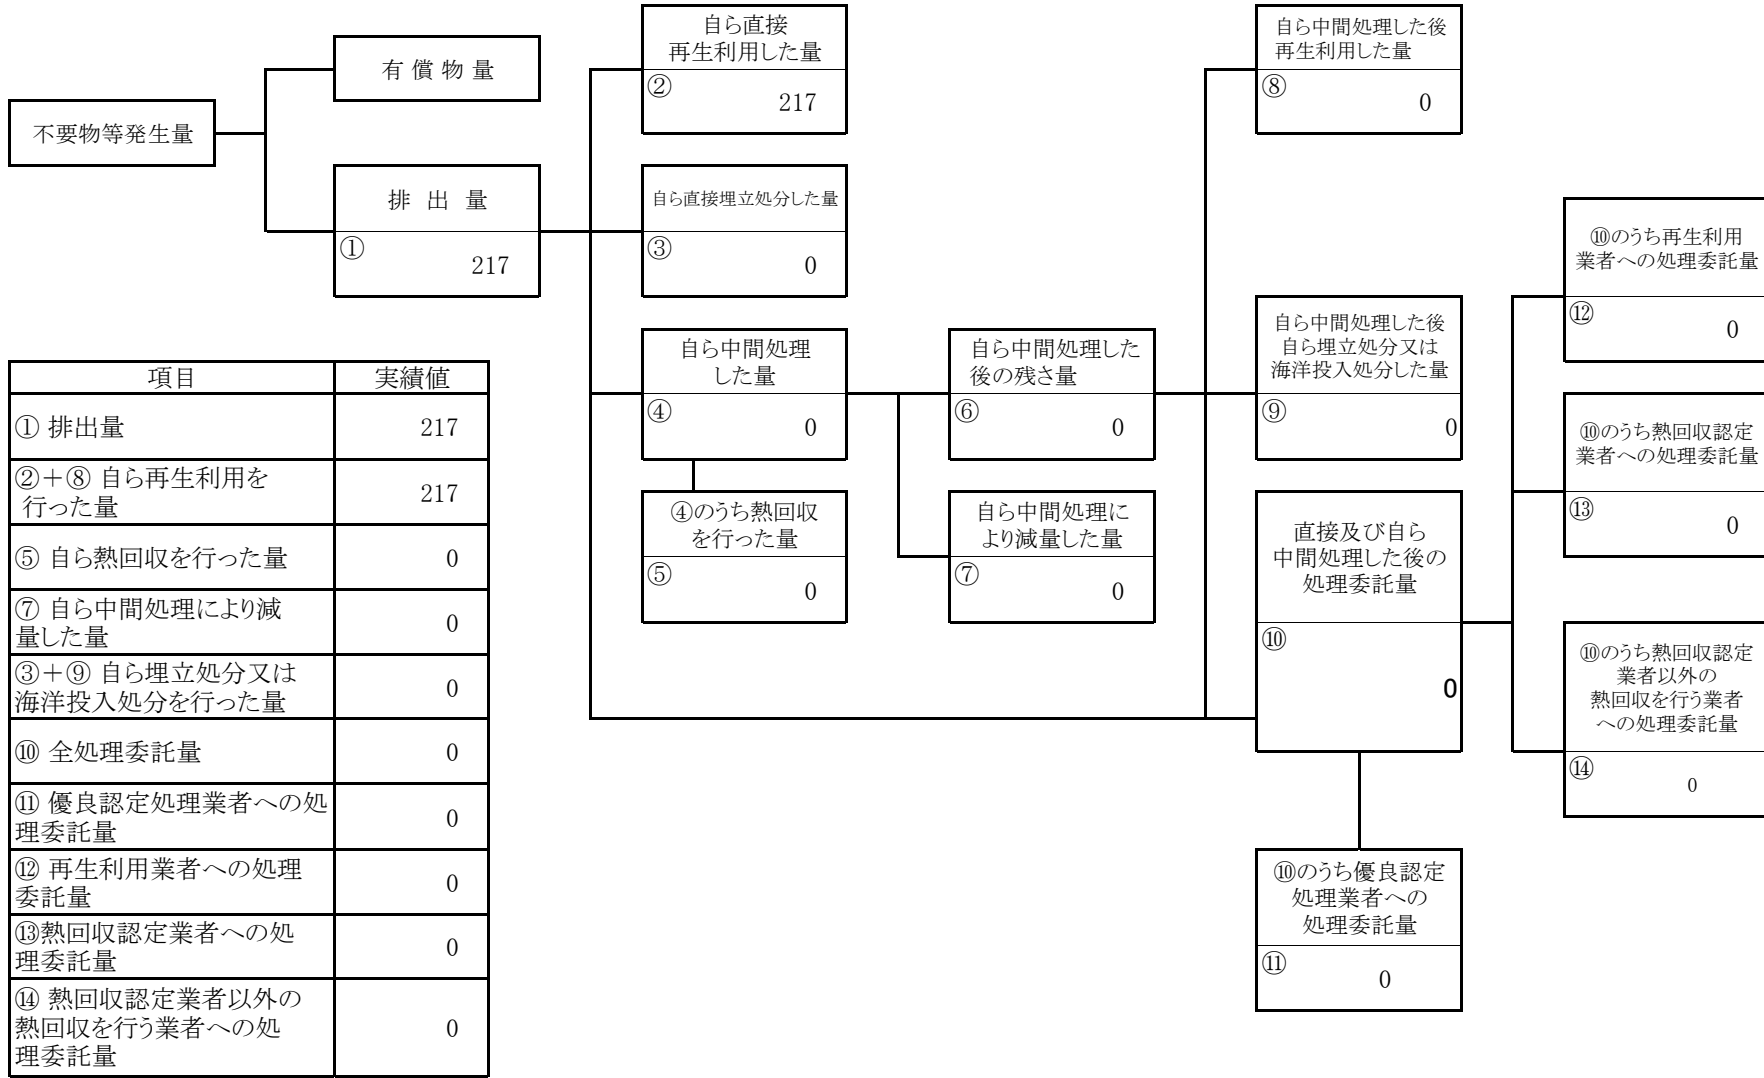 不要物等発生量
有 償 物 量
排 出 量
①
217
自ら直接
再生利用した量
②
217
自ら直接埋立処分した量
③
0
自ら中間処理
した量
④
0
④のうち熱回収
を行った量
⑤
0
自ら中間処理した
後の残さ量
⑥
0
自ら中間処理に
より減量した量
⑦
0
自ら中間処理した後
再生利用した量
⑧
0
自ら中間処理した後
自ら埋立処分又は
海洋投入処分した量
⑨
0
直接及び自ら
中間処理した後の
処理委託量
⑩
0
⑩のうち優良認定
処理業者への
処理委託量
⑪
0
⑩のうち再生利用
業者への処理委託量
⑫
0
⑩のうち熱回収認定
業者への処理委託量
⑬
0
⑩のうち熱回収認定
業者以外の
熱回収を行う業者
への処理委託量
⑭
0
項目 実績値
① 排出量 217
②＋⑧ 自ら再生利用を
行った量 217
⑤ 自ら熱回収を行った量 0
⑦ 自ら中間処理により減
量した量 0
③＋⑨ 自ら埋立処分又は
海洋投入処分を行った量 0
⑩ 全処理委託量 0
⑪ 優良認定処理業者への処
理委託量 0
⑫ 再生利用業者への処理
委託量 0
⑬熱回収認定業者への処
理委託量 0
⑭ 熱回収認定業者以外の
熱回収を行う業者への処
理委託量 0